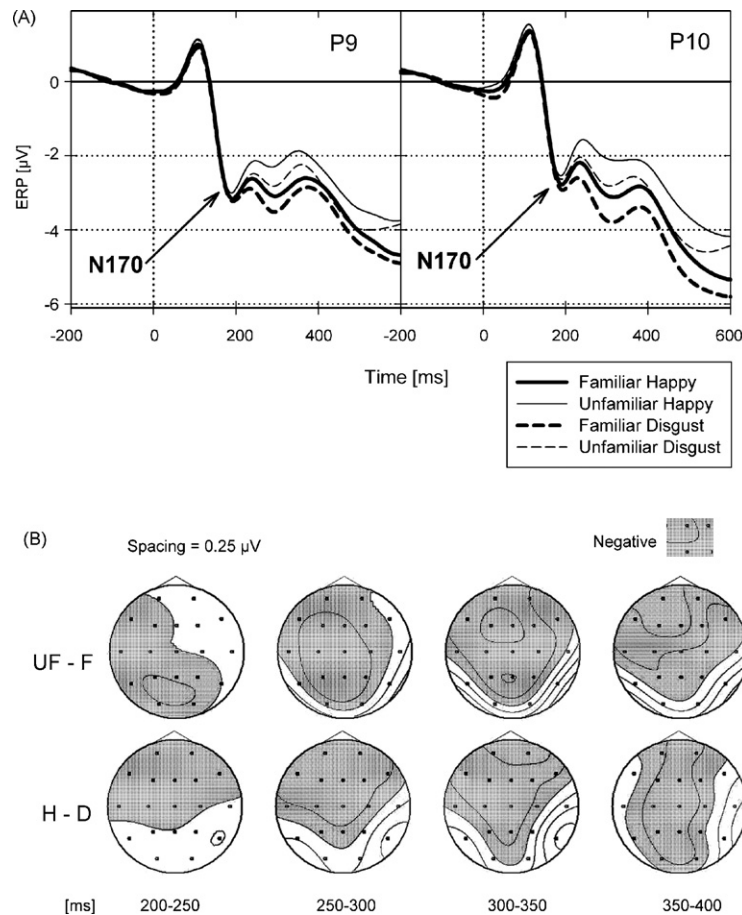 (A)
P9
P10
0
-2
-4
-6
ERP [µV]
N170
N170
-200 0 200 400 -200 0 200 400 600
Time [ms]
Familiar Happy
Unfamiliar Happy
Familiar Disgust
Unfamiliar Disgust
(B)
Spacing = 0.25 µV
Negative
UF - F
H - D
[ms] 200-250 250-300 300-350 350-400